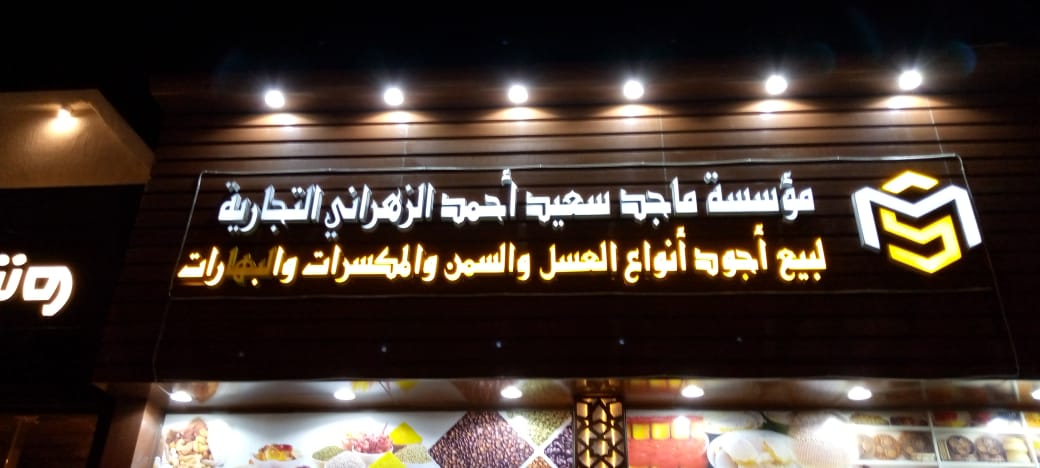 مؤسسة ماجد سعيد أحمد الزهراني التجارية
لبيع أجود أنواع العسل والسمن والمكسرات والبهارات